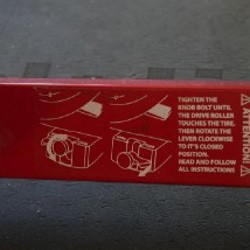 TIGHTEN THE
KNOB BOLT UNTIL
THE DRIVE ROLLER
TOUCHES THE TIRE.
THEN ROTATE THE
LEVER CLOCKWISE
TO IT'S CLOSED
POSITION.
READ AND FOLLOW
ALL INSTRUCTIONS
ATTENTION!